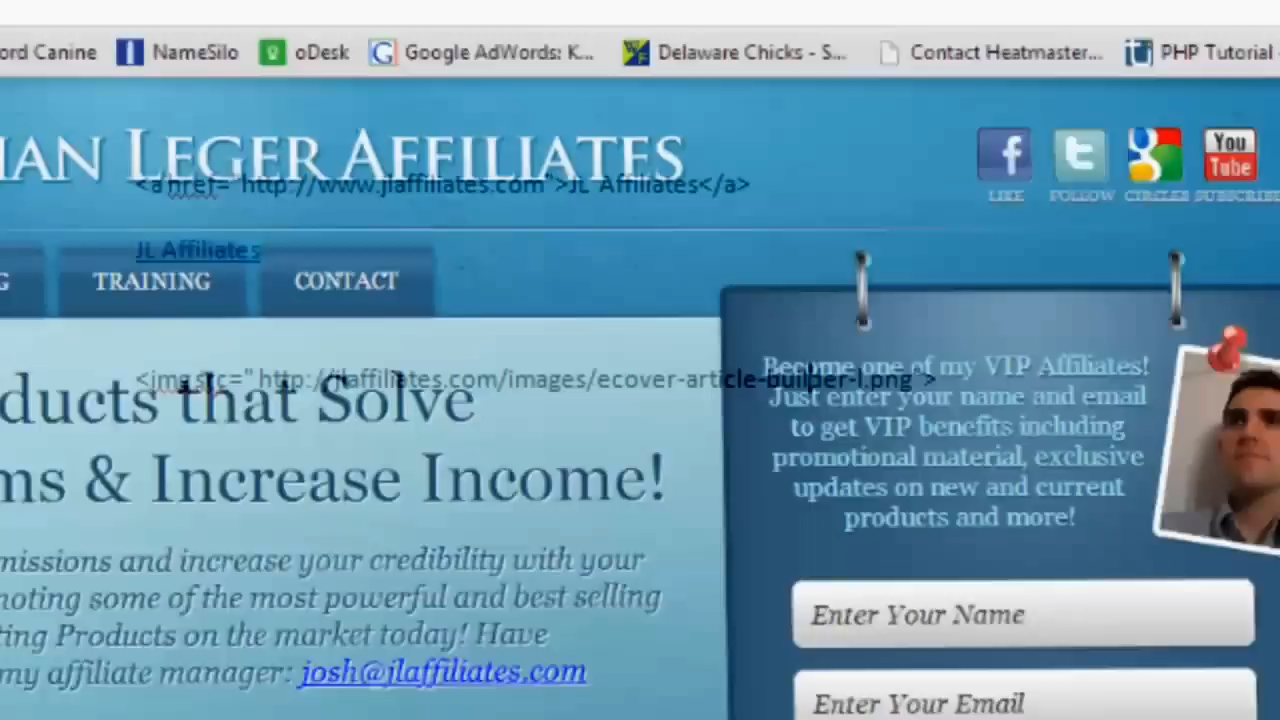 ord Canine NameSilo oDesk Google AdWords: K... Delaware Chicks - S... Contact Heatmaster... PHP Tutorial
IAN LEGER AFFILIATES
You
Tube
<a href="http://www.jlaffiliates.com">JL Affiliates</a>
LIKE FOLLOW CIRCLES SUBSCRIBE
JL Affiliates
G TRAINING CONTACT
Become one of my VIP Affiliates!
<img src=" http://jlaffiliates.com/images/ecover-article-builder-l.png" >
Just enter your name and email
to get VIP benefits including
promotional material, exclusive
updates on new and current
products and more!
ducts that Solve
ms & Increase Income!
missions and increase your credibility with your
noting some of the most powerful and best selling
ting Products on the market today! Have
my affiliate manager: josh@jlaffiliates.com
Enter Your Name
Enter Your Email